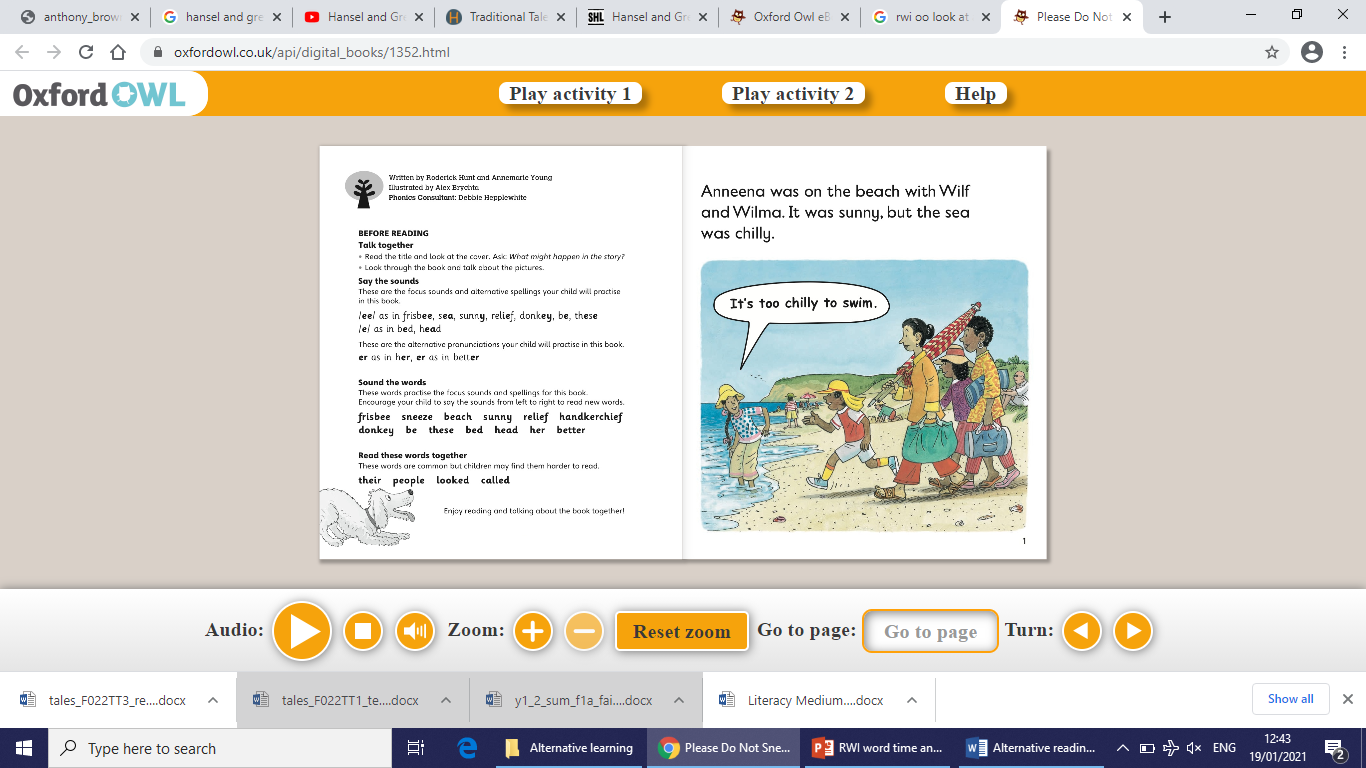 anthony_brow
hansel and gre
Hansel and Gr
Traditional Tale
SHL
Hansel and Gr
Oxford Owl eB
rwi oo look at
Please Do Not
oxfordowl.co.uk/api/digital_books/1352.html
Oxford OWL
Play activity 1
Play activity 2
Help
Written by Roderick Hunt and Annemarie Young
Illustrated by Alex Brychta
Phonics Consultant: Debbie Hepplewhite
BEFORE READING
Talk together
• Read the title and look at the cover. Ask: What might happen in the story?
• Look through the book and talk about the pictures.
Say the sounds
These are the focus sounds and alternative spellings your child will practise
in this book.
/ee/ as in frisbee, sea, sunny, relief, donkey, be, these
/e/ as in bed, head
These are the alternative pronunciations your child will practise in this book.
er as in her, er as in better
Sound the words
These words practise the focus sounds and spellings for this book.
Encourage your child to say the sounds from left to right to read new words.
frisbee sneeze beach sunny relief handkerchief
donkey be these bed head her better
Read these words together
These words are common but children may find them harder to read.
their people looked called
Enjoy reading and talking about the book together!
Anneena was on the beach with Wilf
and Wilma. It was sunny, but the sea
was chilly.
It's too chilly to swim.
1
Audio:
Zoom:
Reset zoom
Go to page:
Go to page
Turn:
tales_F022TT3_re....docx
tales_F022TT1_te....docx
y1_2_sum_f1a_fai....docx
Literacy Medium....docx
Show all
Type here to search
Alternative learning
Please Do Not Sne...
RWI word time an...
Alternative readin...
ENG
12:43
19/01/2021
2